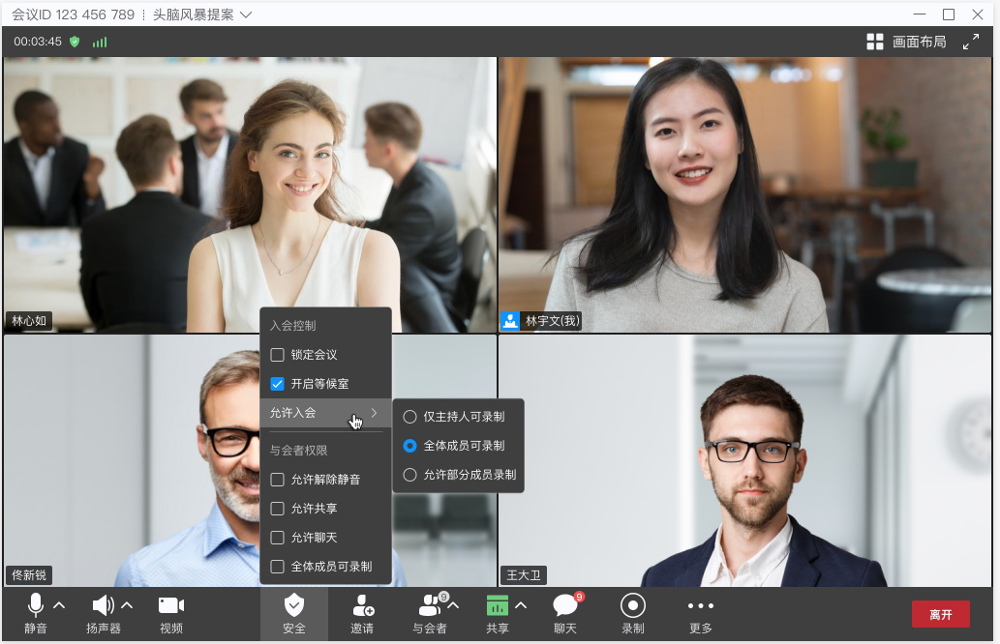 会议ID 123 456 789 ⋮ 头脑风暴提案
00:03:45
画面布局
林心如
林宇文(我)
入会控制
锁定会议
开启等候室
允许入会
仅主持人可录制
全体成员可录制
允许部分成员录制
与会者权限
允许解除静音
允许共享
允许聊天
全体成员可录制
佟新锐
王大卫
9
9
静音
扬声器
视频
安全
邀请
与会者
共享
聊天
录制
更多
离开